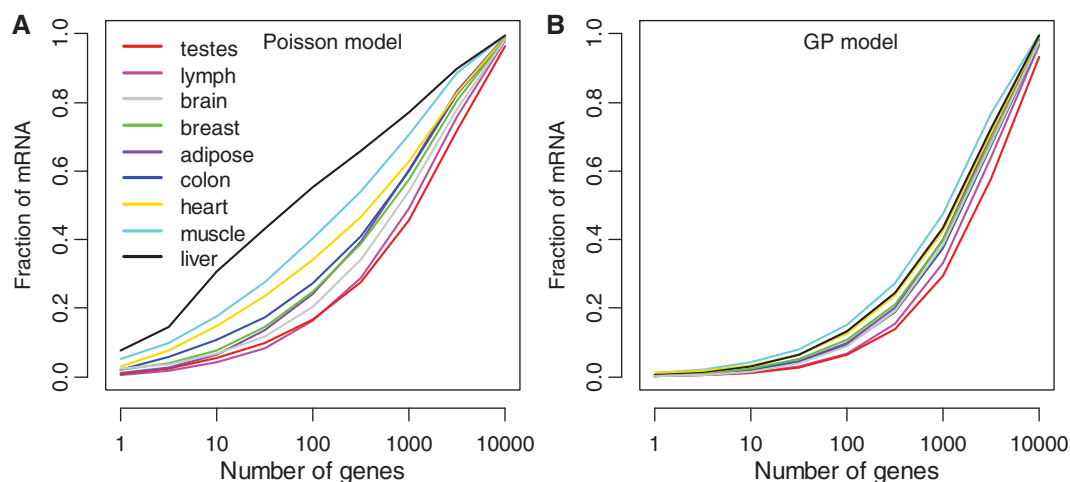 A
Poisson model
testes
lymph
brain
breast
adipose
colon
heart
muscle
liver
Fraction of mRNA
0.0
0.2
0.4
0.6
0.8
1.0
1
10
100
1000
10000
Number of genes
B
GP model
Fraction of mRNA
0.0
0.2
0.4
0.6
0.8
1.0
1
10
100
1000
10000
Number of genes